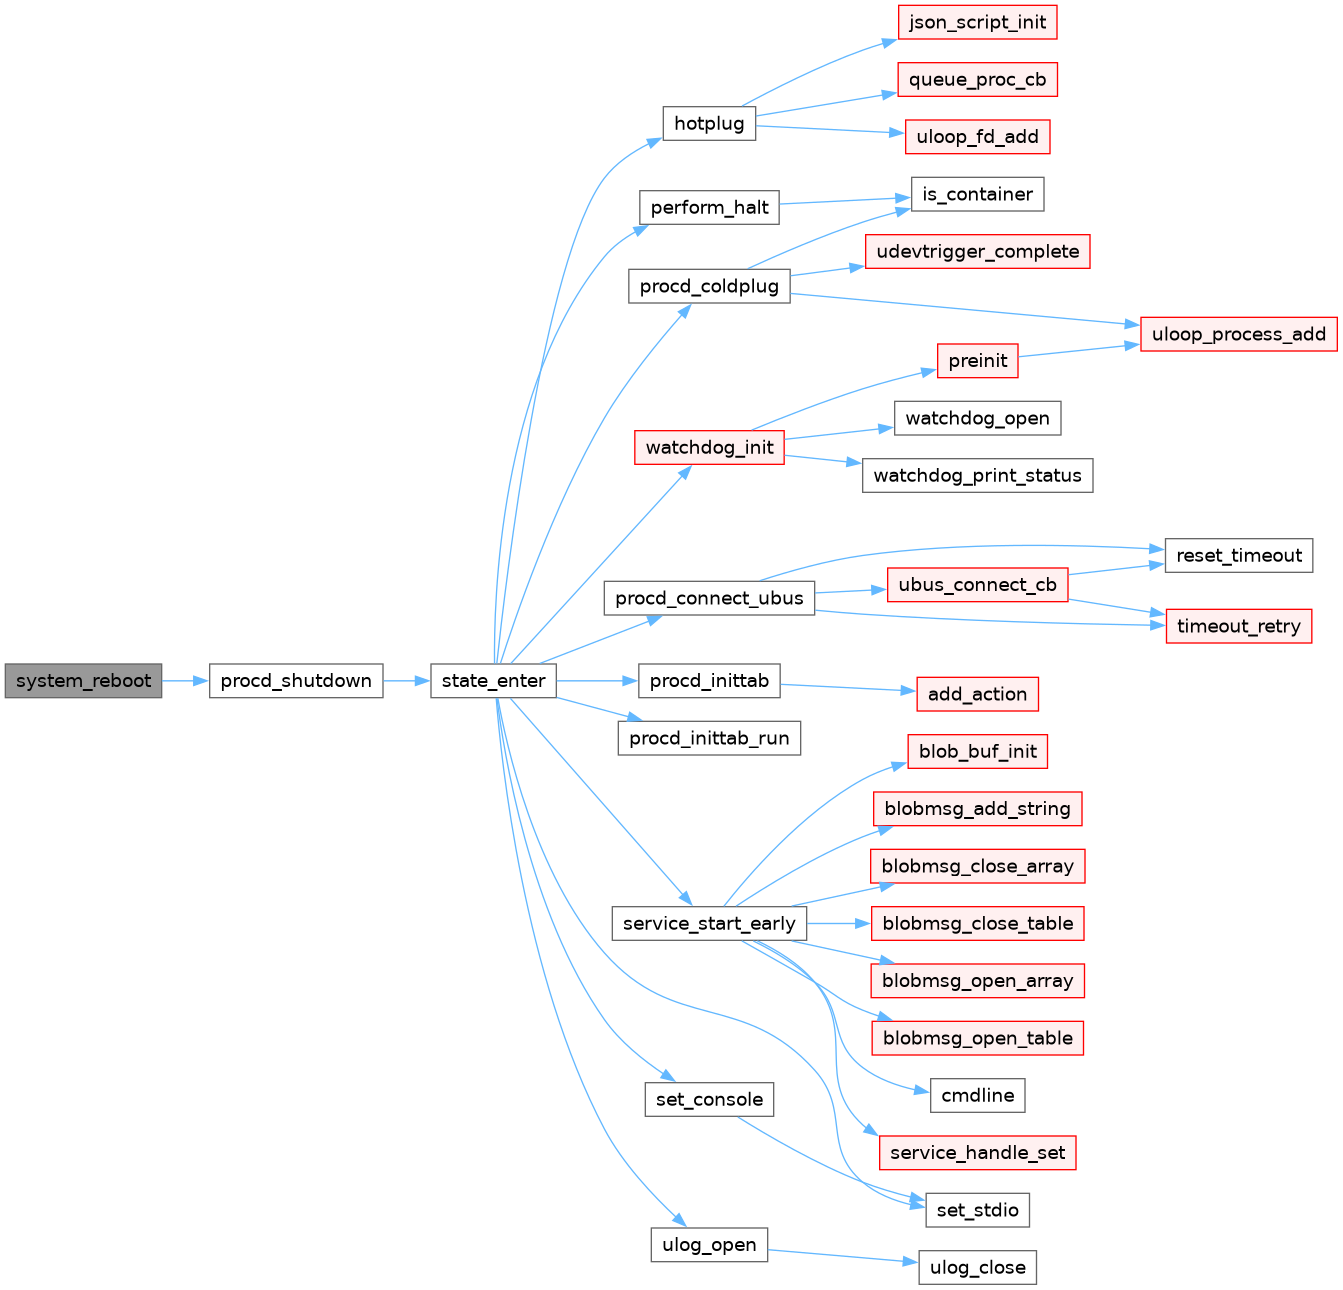 json_script_init
queue_proc_cb
hotplug
uloop_fd_add
is_container
perform_halt
udevtrigger_complete
procd_coldplug
uloop_process_add
preinit
watchdog_open
watchdog_init
watchdog_print_status
reset_timeout
ubus_connect_cb
procd_connect_ubus
timeout_retry
system_reboot
procd_shutdown
state_enter
procd_inittab
add_action
procd_inittab_run
blob_buf_init
blobmsg_add_string
blobmsg_close_array
service_start_early
blobmsg_close_table
blobmsg_open_array
blobmsg_open_table
cmdline
set_console
service_handle_set
set_stdio
ulog_open
ulog_close